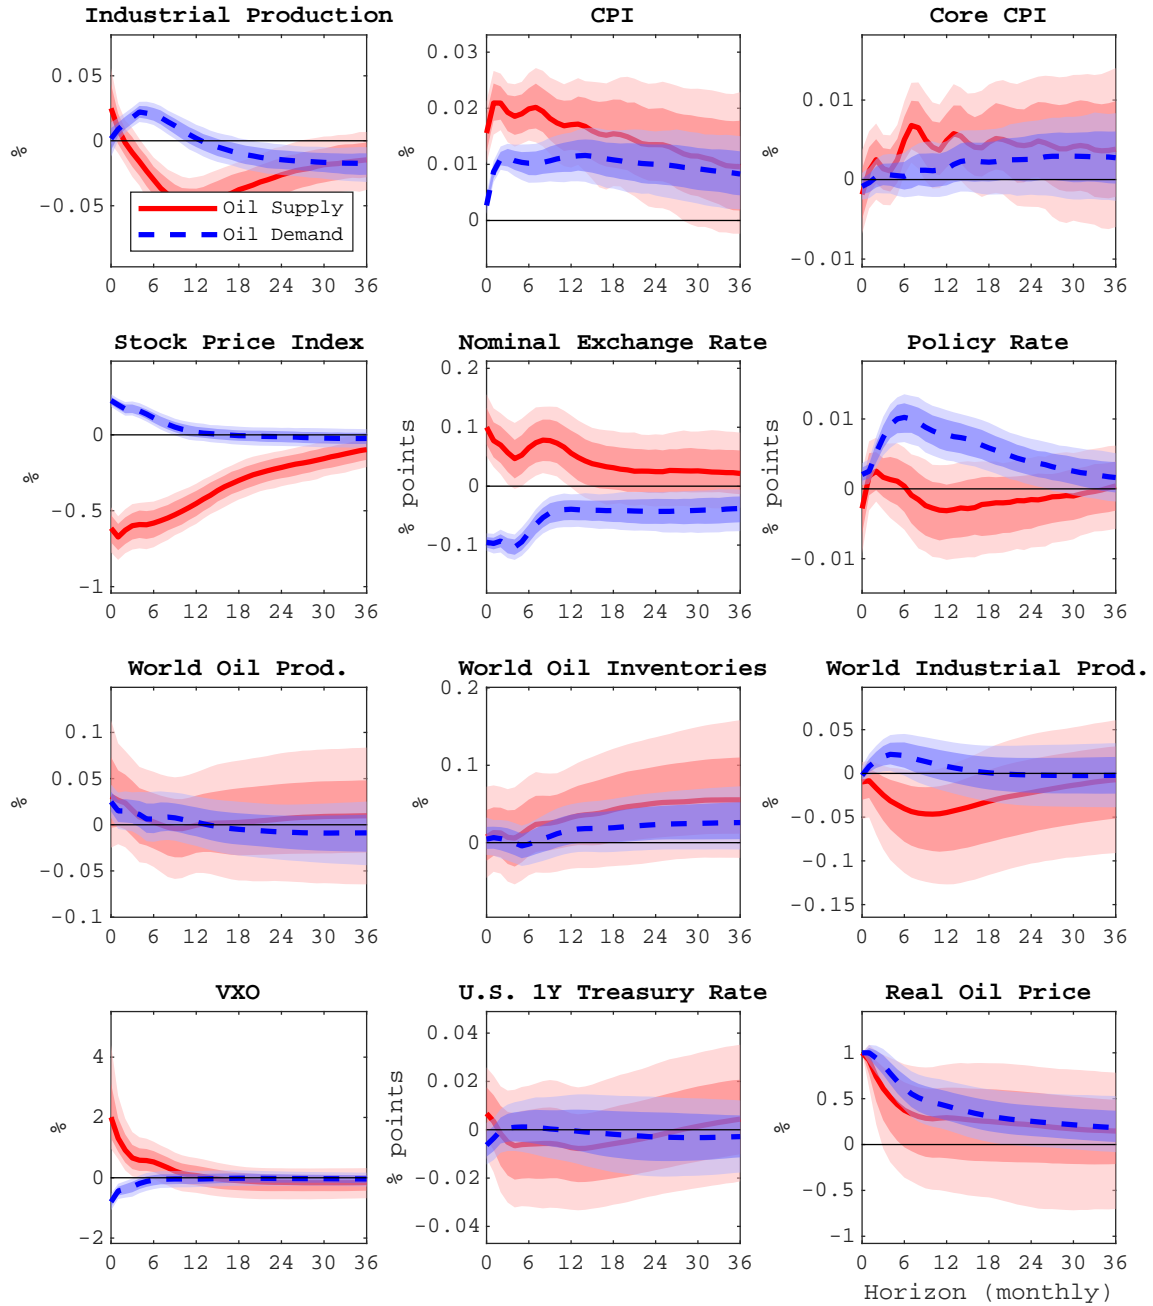 Industrial Production
CPI
Core CPI
0.05
0
-0.05
%
Oil Supply
Oil Demand
0 6 12 18 24 30 36
0.03
0.02
0.01
0
%
0 6 12 18 24 30 36
0.01
0
-0.01
%
0 6 12 18 24 30 36
Stock Price Index
Nominal Exchange Rate
Policy Rate
0
-0.5
-1
%
0 6 12 18 24 30 36
0.2
0.1
0
-0.1
% points
0 6 12 18 24 30 36
0.01
0
-0.01
% points
0 6 12 18 24 30 36
World Oil Prod.
World Oil Inventories
World Industrial Prod.
0.1
0.05
0
-0.05
-0.1
%
0 6 12 18 24 30 36
0.2
0.1
0
%
0 6 12 18 24 30 36
0.05
0
-0.05
-0.1
-0.15
%
0 6 12 18 24 30 36
VXO
U.S. 1Y Treasury Rate
Real Oil Price
4
2
0
-2
%
0 6 12 18 24 30 36
0.04
0.02
0
-0.02
-0.04
% points
0 6 12 18 24 30 36
1
0.5
0
-0.5
-1
%
0 6 12 18 24 30 36
Horizon (monthly)